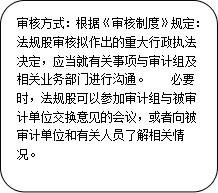 审核方式：根据《审核制度》规定：
法规股审核拟作出的重大行政执法
决定，应当就有关事项与审计组及
相关业务部门进行沟通。　　必要
时，法规股可以参加审计组与被审
计单位交换意见的会议，或者向被
审计单位和有关人员了解相关情
况。